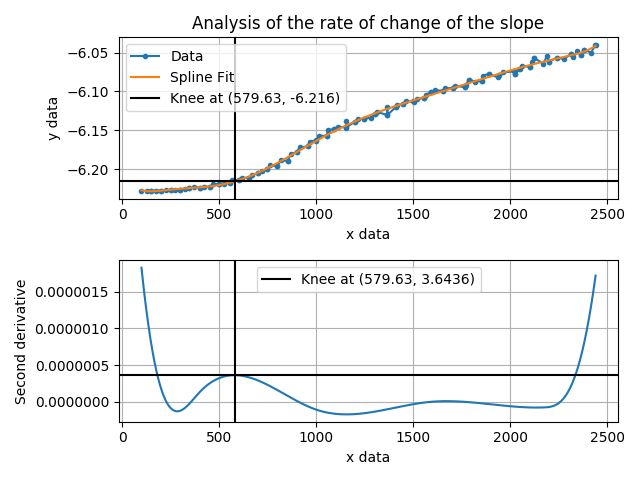 Analysis of the rate of change of the slope
y data
−6.05
−6.10
−6.15
−6.20
Data
Spline Fit
Knee at (579.63, -6.216)
0
500
1000
1500
2000
2500
x data
Second derivative
0.0000015
0.0000010
0.0000005
0.0000000
Knee at (579.63, 3.6436)
0
500
1000
1500
2000
2500
x data